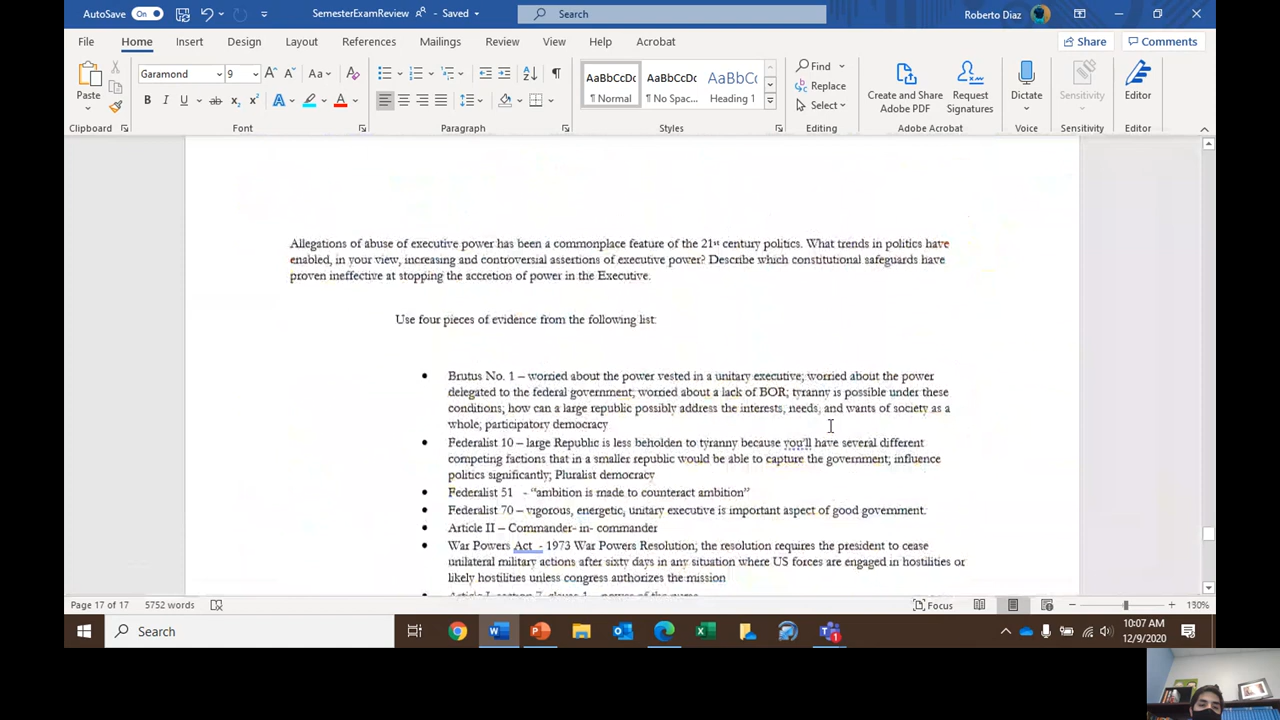 AutoSave On SemesterExamReview Saved Search Roberto Diaz
File Home Insert Design Layout References Mailings Review View Help Acrobat Share Comments
Paste Garamond 9 Aa AaBbCcDc AaBbCcDc AaBbCc Find Replace Select
¶ Normal ¶ No Spac... Heading 1
Create and Share Adobe PDF Request Signatures Dictate Sensitivity Editor
Clipboard Font Paragraph Styles Editing Adobe Acrobat Voice Sensitivity Editor
Allegations of abuse of executive power has been a commonplace feature of the 21st century politics. What trends in politics have
enabled, in your view, increasing and controversial assertions of executive power? Describe which constitutional safeguards have
proven ineffective at stopping the accretion of power in the Executive.
Use four pieces of evidence from the following list:
• Brutus No. 1 – worried about the power vested in a unitary executive; worried about the power
delegated to the federal government; worried about a lack of BOR; tyranny is possible under these
conditions; how can a large republic possibly address the interests, needs, and wants of society as a
whole; participatory democracy
• Federalist 10 – large Republic is less beholden to tyranny because you'll have several different
competing factions that in a smaller republic would be able to capture the government; influence
politics significantly; Pluralist democracy
• Federalist 51 - “ambition is made to counteract ambition”
• Federalist 70 – vigorous, energetic, unitary executive is important aspect of good government.
• Article II – Commander- in- commander
• War Powers Act - 1973 War Powers Resolution; the resolution requires the president to cease
unilateral military actions after sixty days in any situation where US forces are engaged in hostilities or
likely hostilities unless congress authorizes the mission
Page 17 of 17 5752 words Focus 130%
Search 10:07 AM
12/9/2020